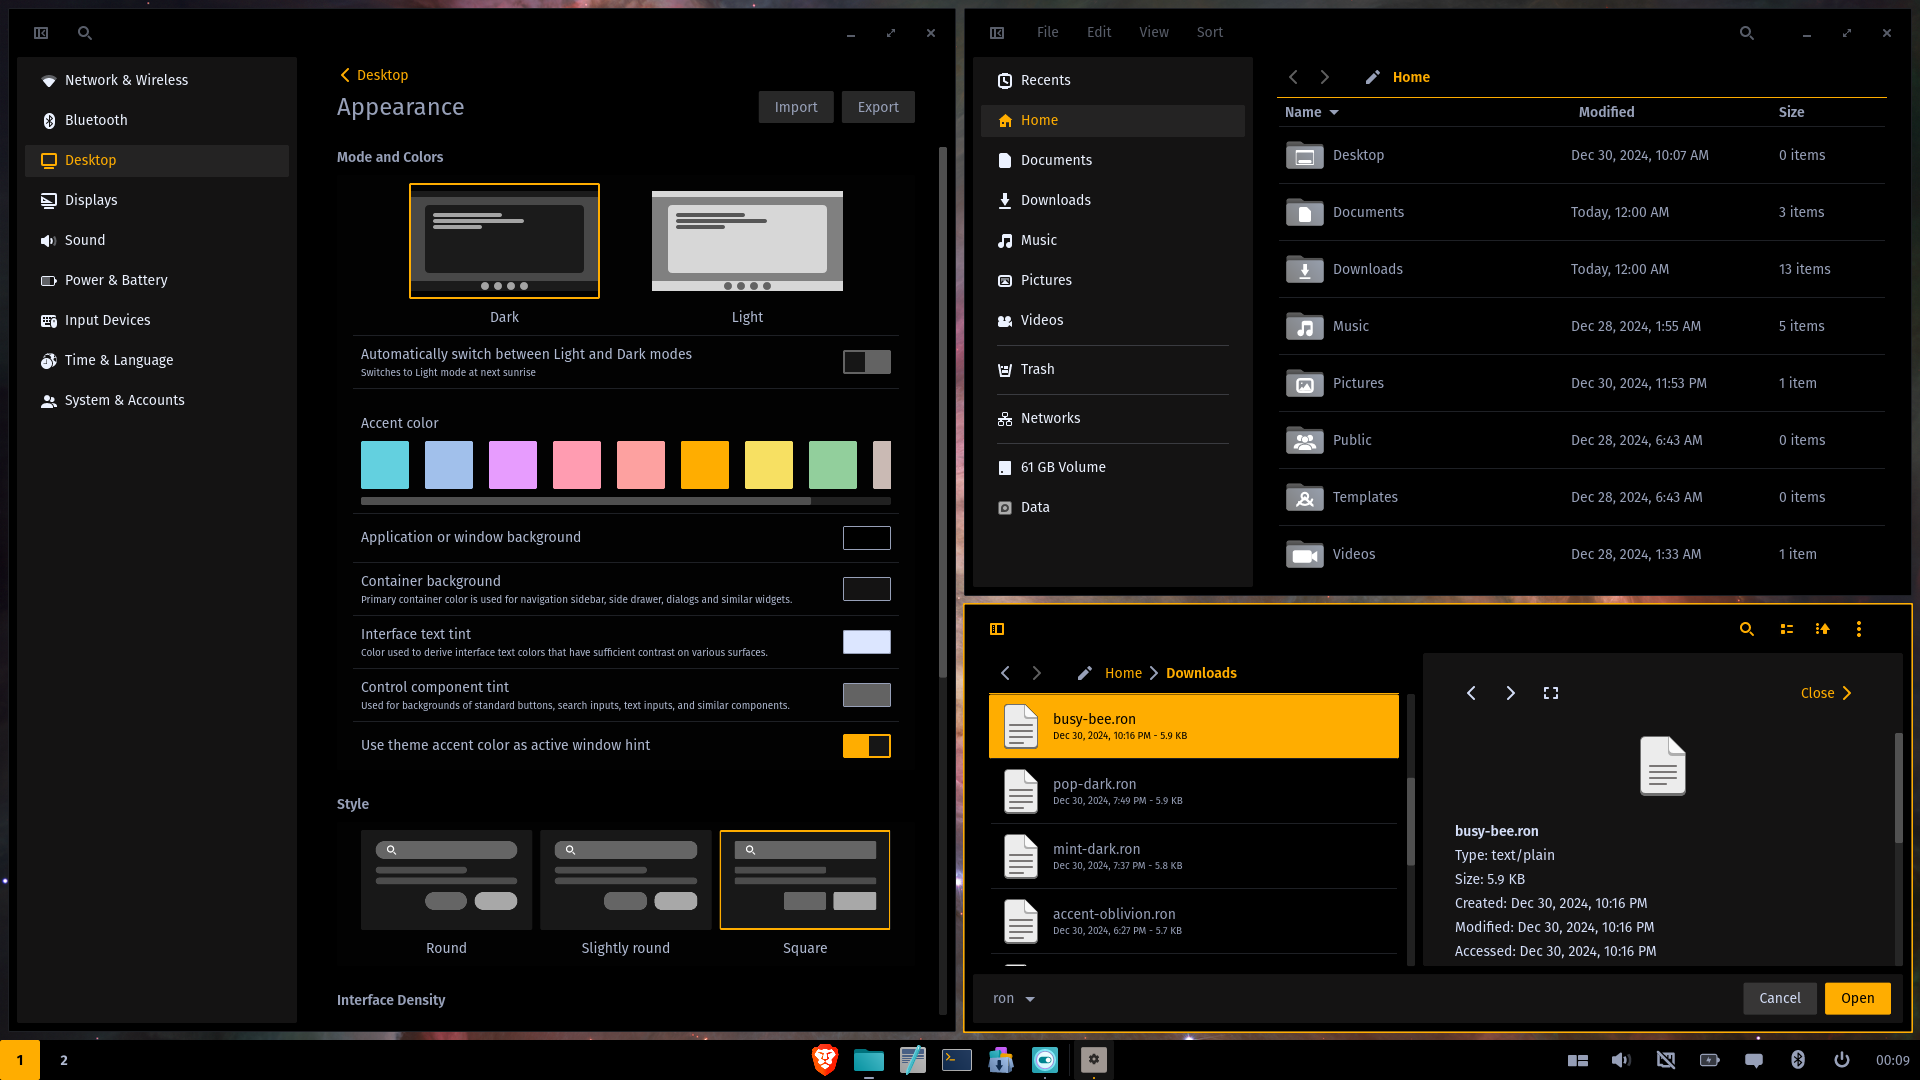 Network & Wireless
Bluetooth
Desktop
Displays
Sound
Power & Battery
Input Devices
Time & Language
System & Accounts
Desktop
Appearance
Import
Export
Mode and Colors
Dark
Light
Automatically switch between Light and Dark modes
Switches to Light mode at next sunrise
Accent color
Application or window background
Container background
Primary container color is used for navigation sidebar, side drawer, dialogs and similar widgets.
Interface text tint
Color used to derive interface text colors that have sufficient contrast on various surfaces.
Control component tint
Used for backgrounds of standard buttons, search inputs, text inputs, and similar components.
Use theme accent color as active window hint
Style
Round
Slightly round
Square
Interface Density
File Edit View Sort
Recents
Home
Documents
Downloads
Music
Pictures
Videos
Trash
Networks
61 GB Volume
Data
Home
Name Modified Size
Desktop Dec 30, 2024, 10:07 AM 0 items
Documents Today, 12:00 AM 3 items
Downloads Today, 12:00 AM 13 items
Music Dec 28, 2024, 1:55 AM 5 items
Pictures Dec 30, 2024, 11:53 PM 1 item
Public Dec 28, 2024, 6:43 AM 0 items
Templates Dec 28, 2024, 6:43 AM 0 items
Videos Dec 28, 2024, 1:33 AM 1 item
Home Downloads
busy-bee.ron
Dec 30, 2024, 10:16 PM - 5.9 KB
pop-dark.ron
Dec 30, 2024, 7:49 PM - 5.9 KB
mint-dark.ron
Dec 30, 2024, 7:37 PM - 5.8 KB
accent-oblivion.ron
Dec 30, 2024, 6:27 PM - 5.7 KB
Close
busy-bee.ron
Type: text/plain
Size: 5.9 KB
Created: Dec 30, 2024, 10:16 PM
Modified: Dec 30, 2024, 10:16 PM
Accessed: Dec 30, 2024, 10:16 PM
ron
Cancel
Open
1 2
00:09